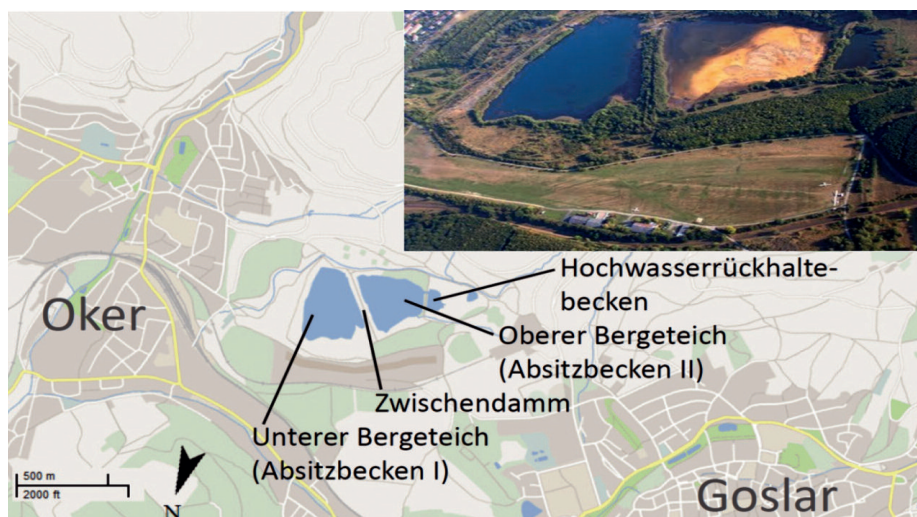 Hochwasserrückhalte-
becken
Oberer Bergeteich
(Absitzbecken II)
Oker
Zwischendamm
Unterer Bergeteich
(Absitzbecken I)
500 m
2000 ft
N
Goslar